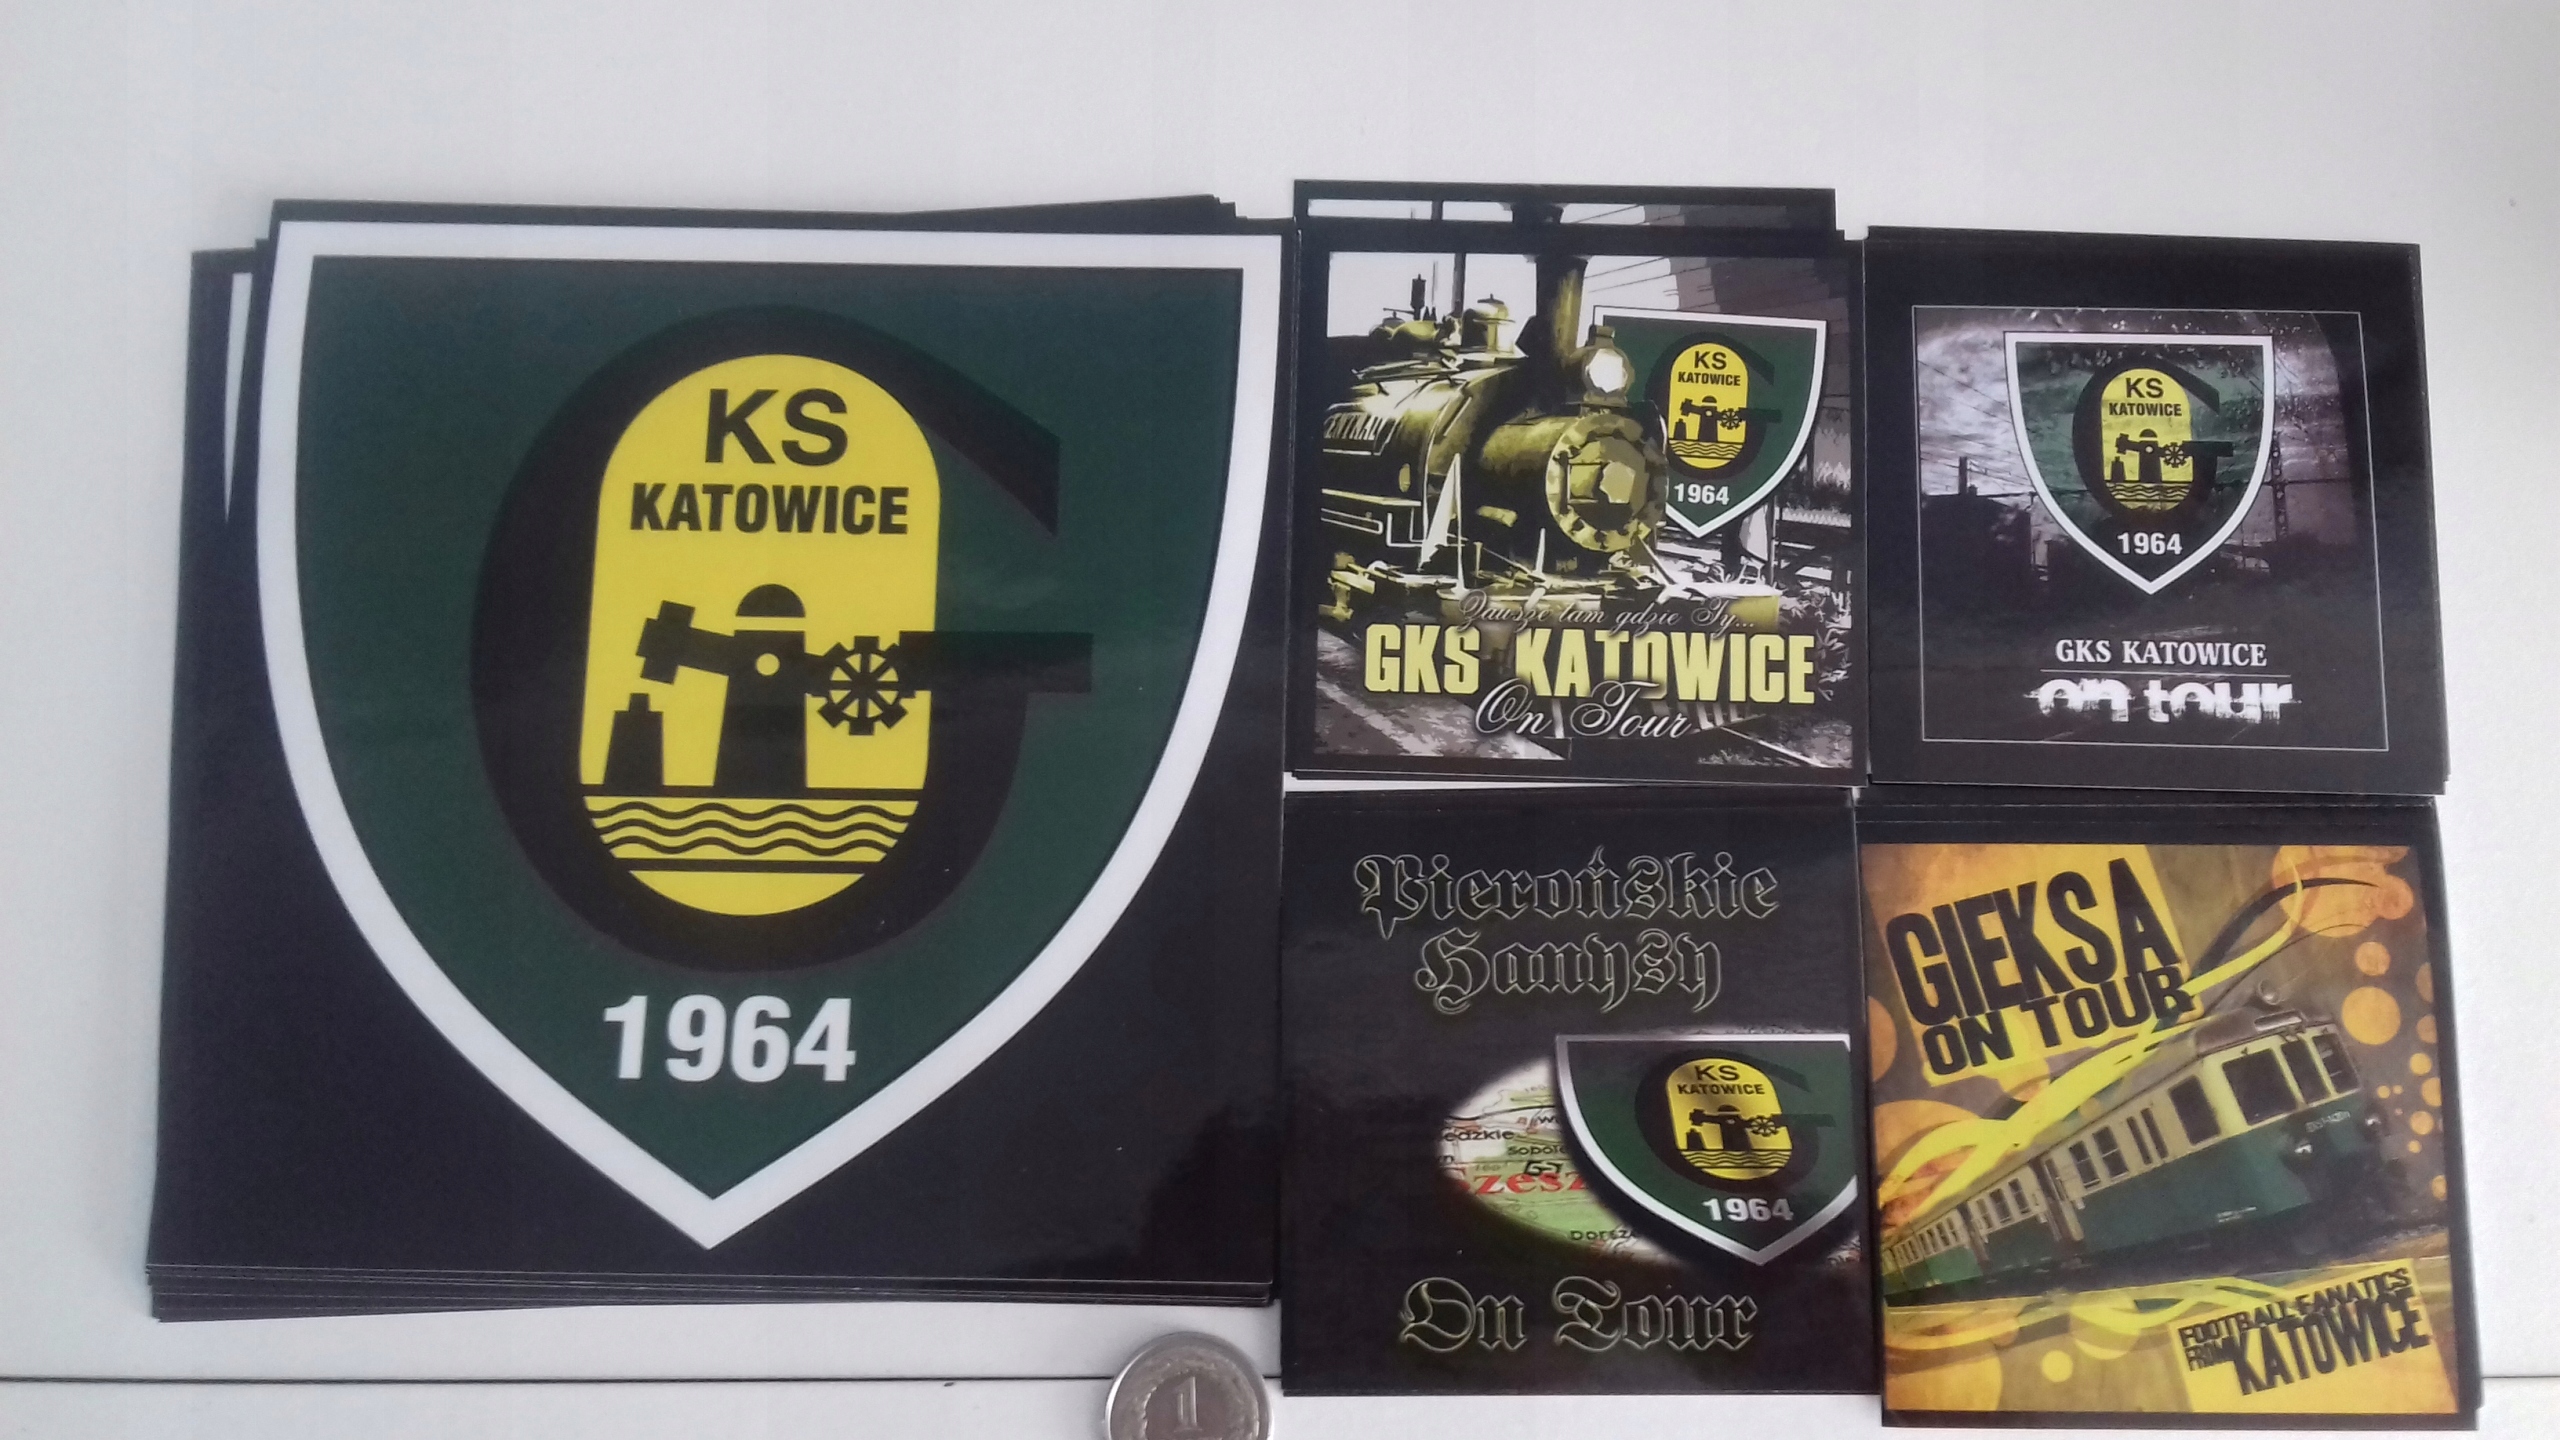 KS
KATOWICE
1964
KS
KATOWICE
1964
Zawsze tam gdzie Ty...
GKS KATOWICE
On Tour
KS
KATOWICE
1964
GKS KATOWICE
on tour
Pierońskie
Hanysy
KS
KATOWICE
1964
zesz
On Tour
GIEKSA
ON TOUR
FOOTBALL FANATICS
FROM KATOWICE
1